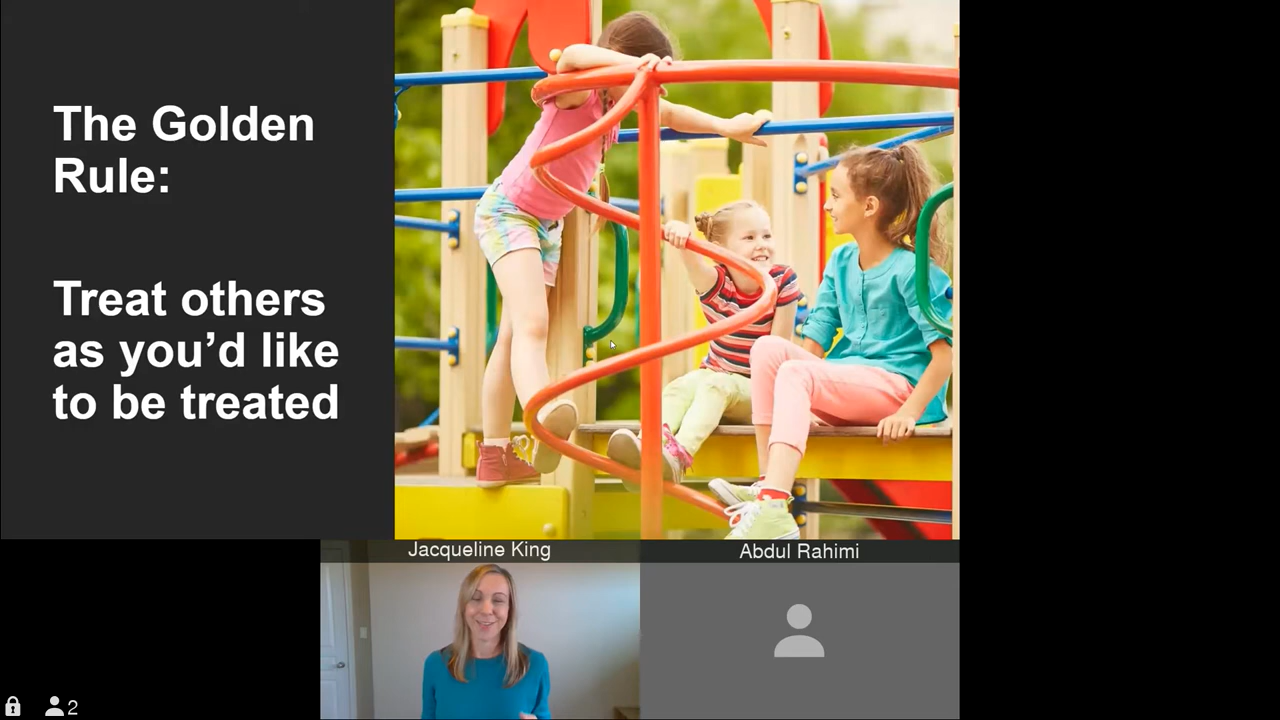 The Golden
Rule:
Treat others
as you’d like
to be treated
Jacqueline King
Abdul Rahimi
2